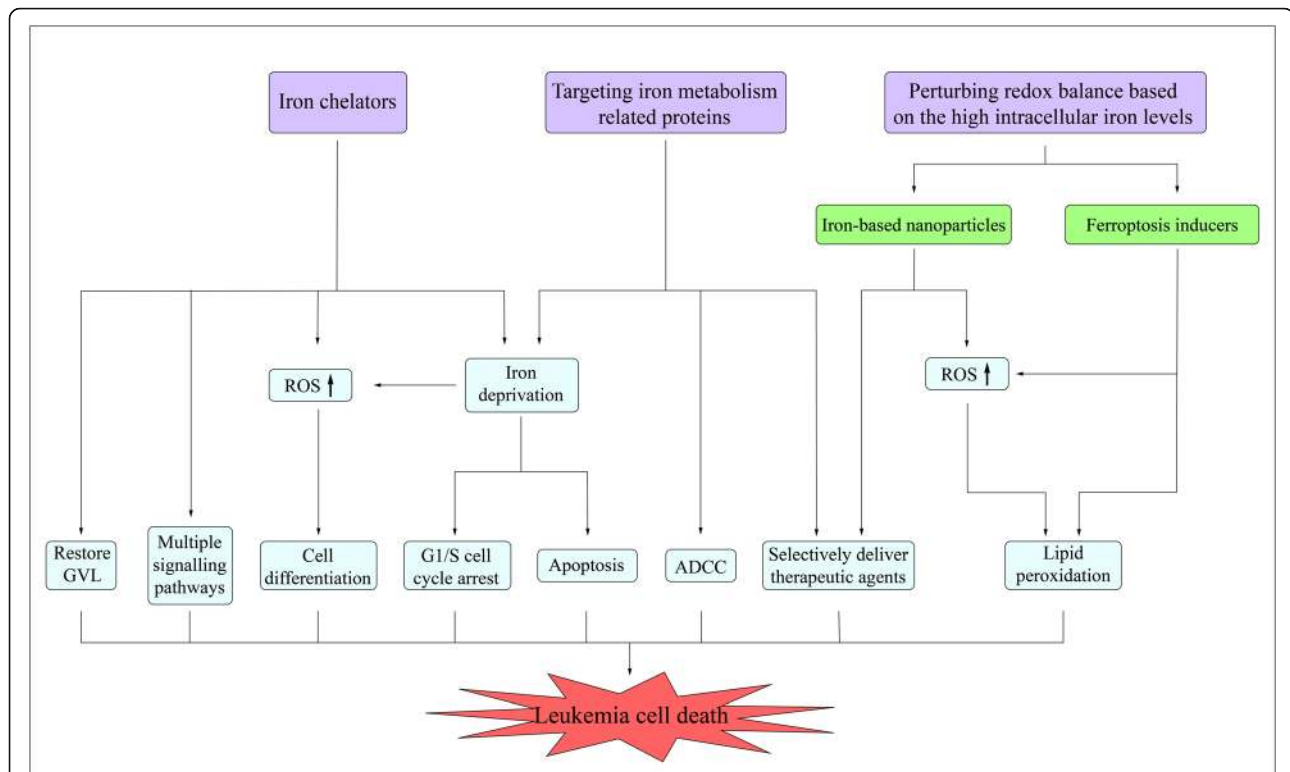 Iron chelators
Targeting iron metabolism
related proteins
Perturbing redox balance based
on the high intracellular iron levels
Iron-based nanoparticles
Ferroptosis inducers
ROS
Iron
deprivation
ROS
Restore
GVL
Multiple
signalling
pathways
Cell
differentiation
G1/S cell
cycle arrest
Apoptosis
ADCC
Selectively deliver
therapeutic agents
Lipid
peroxidation
Leukemia cell death